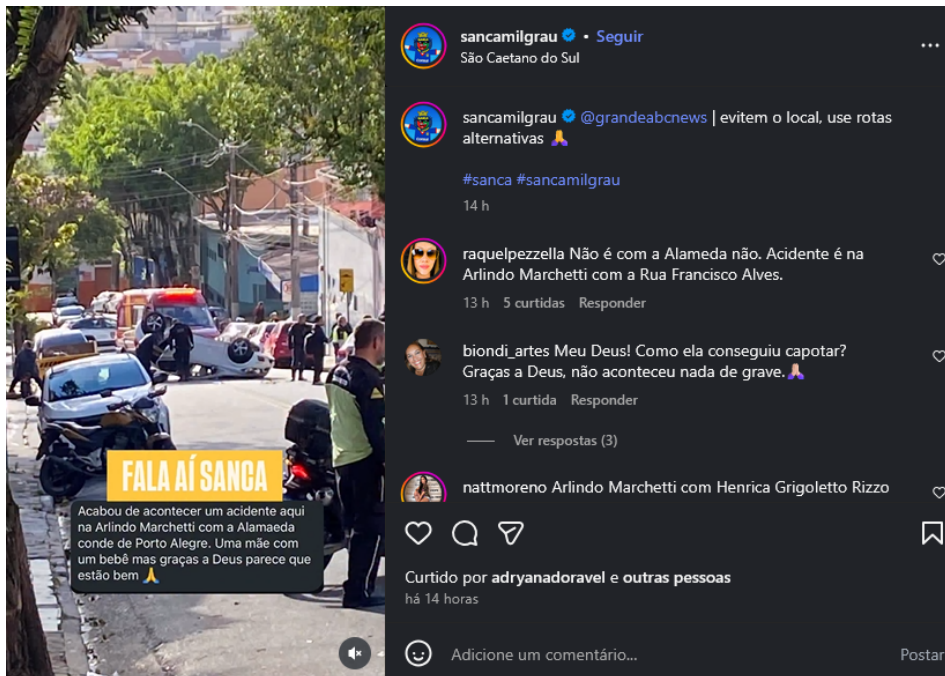 sancamilgrau • Seguir
São Caetano do Sul
sancamilgrau @grandeabcnews | evitem o local, use rotas
alternativas 🙏
#sanca #sancamilgrau
14 h
raquelpezzella Não é com a Alameda não. Acidente é na
Arlindo Marchetti com a Rua Francisco Alves.
13 h 5 curtidas Responder
biondi_artes Meu Deus! Como ela conseguiu capotar?
Graças a Deus, não aconteceu nada de grave.🙏
13 h 1 curtida Responder
Ver respostas (3)
nattmoreno Arlindo Marchetti com Henrica Grigoletto Rizzo
Curtido por adryanadoravel e outras pessoas
há 14 horas
Adicione um comentário...
Postar
FALA AÍ SANCA
Acabou de acontecer um acidente aqui
na Arlindo Marchetti com a Alamaeda
conde de Porto Alegre. Uma mãe com
um bebê mas graças a Deus parece que
estão bem 🙏